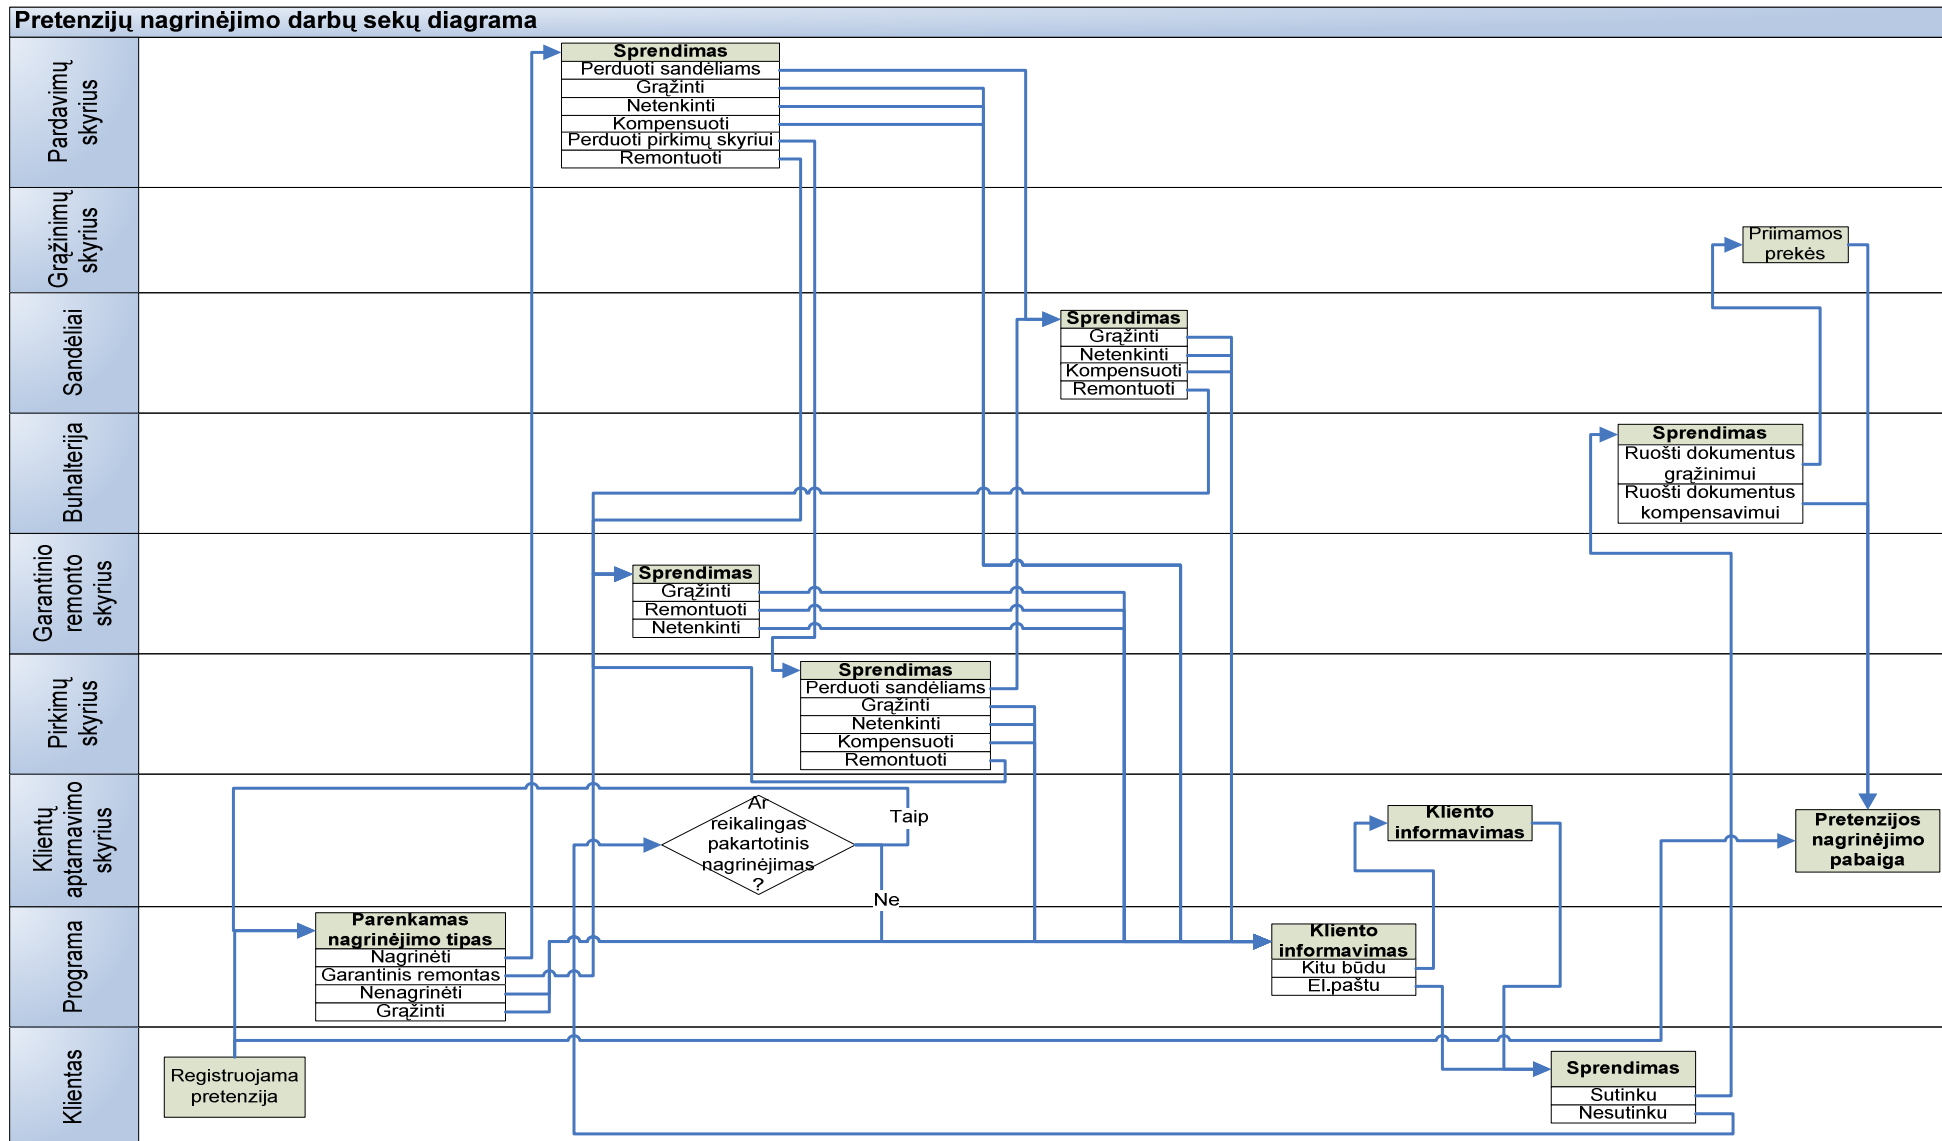 Pretenzijų nagrinėjimo darbų sekų diagrama
Pardavimų
skyrius
Sprendimas
Perduoti sandėliams
Grąžinti
Netenkinti
Kompensuoti
Perduoti pirkimų skyriui
Remontuoti
Grąžinimų
skyrius
Priimamos
prekės
Sandėliai
Sprendimas
Grąžinti
Netenkinti
Kompensuoti
Remontuoti
Buhalterija
Sprendimas
Ruošti dokumentus
grąžinimui
Ruošti dokumentus
kompensavimui
Garantinio
remonto
skyrius
Sprendimas
Grąžinti
Remontuoti
Netenkinti
Pirkimų
skyrius
Sprendimas
Perduoti sandėliams
Grąžinti
Netenkinti
Kompensuoti
Remontuoti
Klientų
aptarnavimo
skyrius
Ar
reikalingas
pakartotinis
nagrinėjimas
?
Taip
Ne
Kliento
informavimas
Pretenzijos
nagrinėjimo
pabaiga
Programa
Parenkamas
nagrinėjimo tipas
Nagrinėti
Garantinis remontas
Nenagrinėti
Grąžinti
Kliento
informavimas
Kitu būdu
El.paštu
Klientas
Registruojama
pretenzija
Sprendimas
Sutinku
Nesutinku